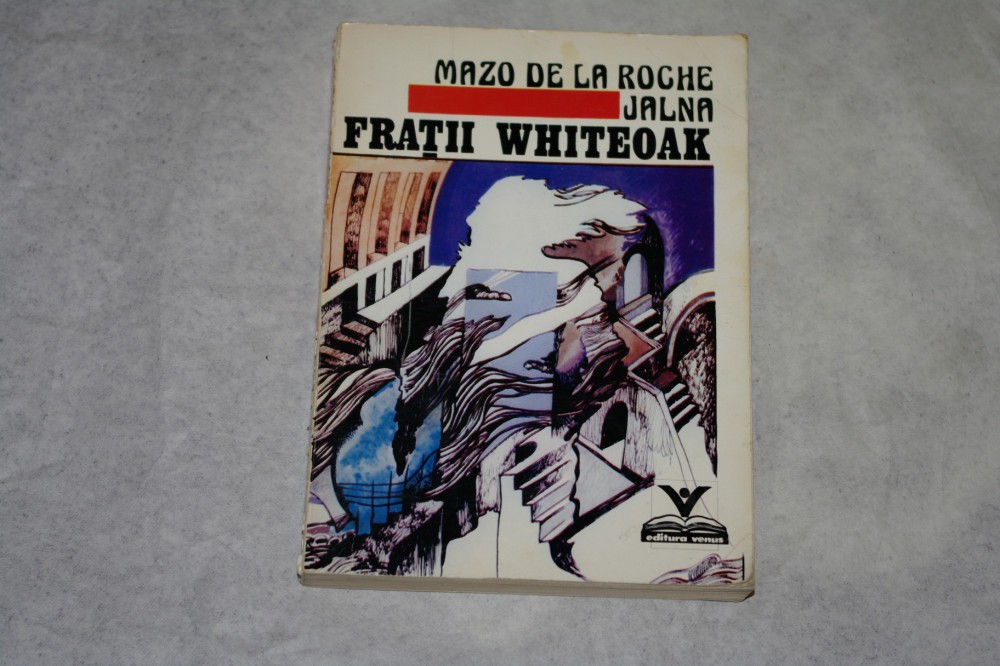 MAZO DE LA ROCHE
JALNA
FRAȚII WHITEOAK
editura venus